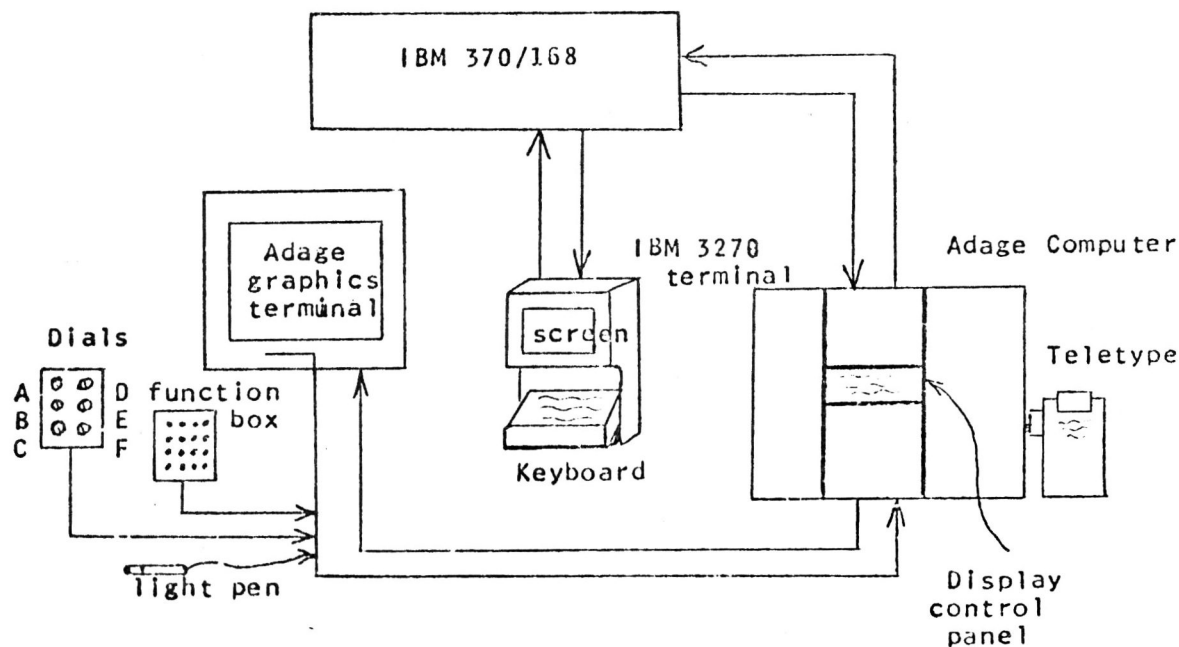 IBM 370/168
Adage
graphics
terminal
IBM 3270
terminal
Adage Computer
screen
Teletype
Dials
A
B
C
D
E
F
function
box
Keyboard
light pen
Display
control
panel